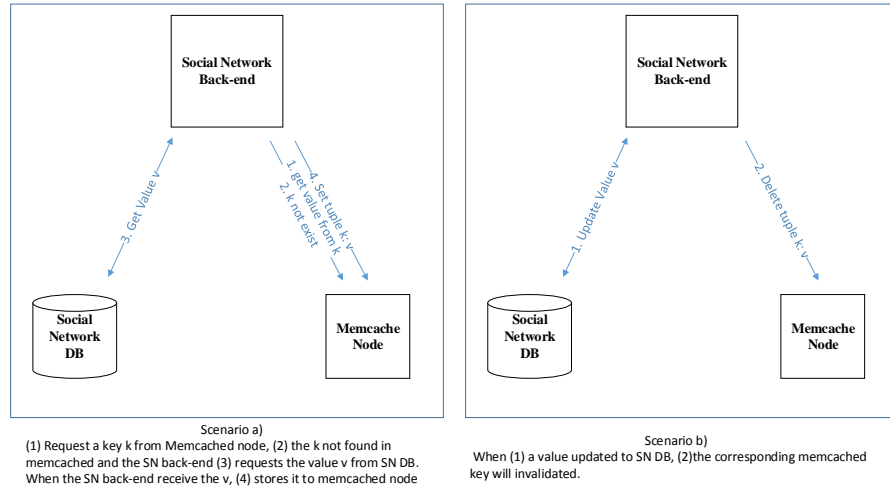 Social Network
Back-end
3. Get Value v
4. Set tuple k: v
1. get value from k
2. k not exist
Social
Network
DB
Memcache
Node
Scenario a)
(1) Request a key k from Memcached node, (2) the k not found in
memcached and the SN back-end (3) requests the value v from SN DB.
When the SN back-end receive the v, (4) stores it to memcached node
Social Network
Back-end
1. Update Value v
2. Delete tuple k: v
Social
Network
DB
Memcache
Node
Scenario b)
When (1) a value updated to SN DB, (2)the corresponding memcached
key will invalidated.